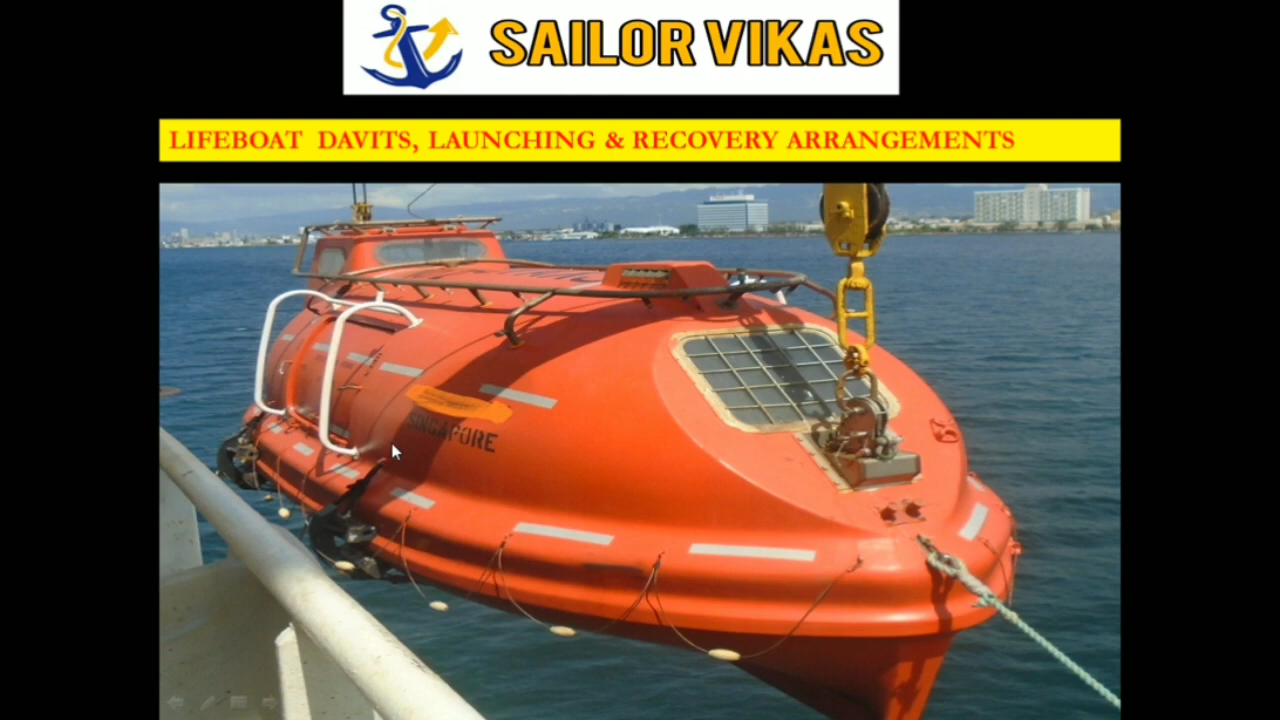 SAILOR VIKAS
LIFEBOAT DAVITS, LAUNCHING & RECOVERY ARRANGEMENTS
SINGAPORE